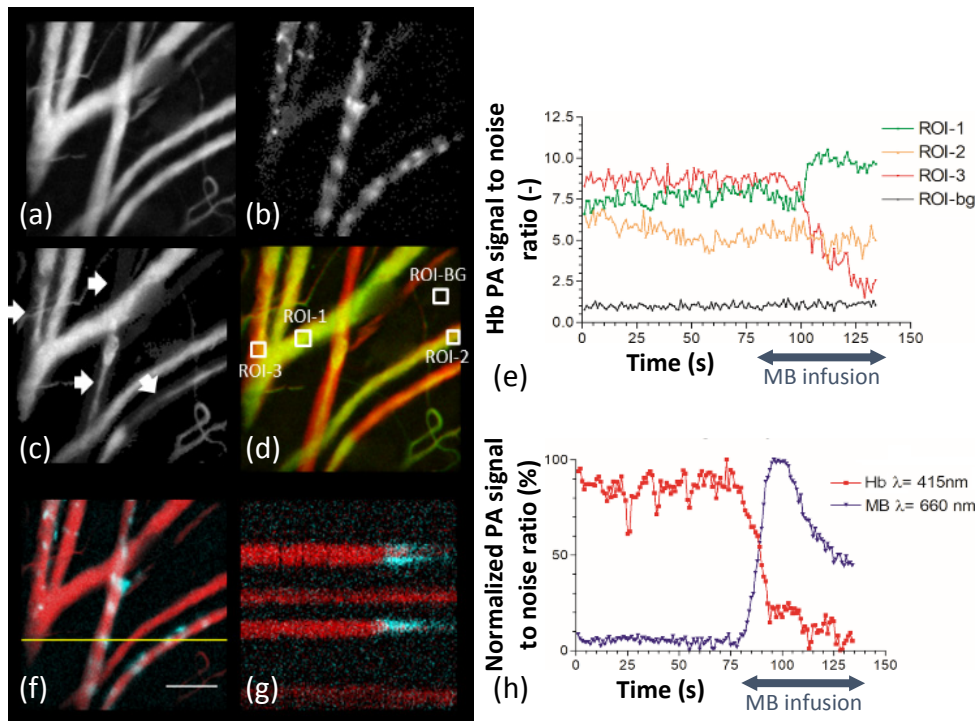 (a)
(b)
(c)
ROI-BG
ROI-1
ROI-2
ROI-3
(d)
(f)
(g)
Hb PA signal to noise
ratio (-)
12.5
10.0
7.5
5.0
2.5
0.0
ROI-1
ROI-2
ROI-3
ROI-bg
0 25 50 75 100 125 150
Time (s)
MB infusion
(e)
Normalized PA signal
to noise ratio (%)
100
50
0
Hb λ= 415nm
MB λ= 660 nm
0 25 50 75 100 125 150
Time (s)
MB infusion
(h)